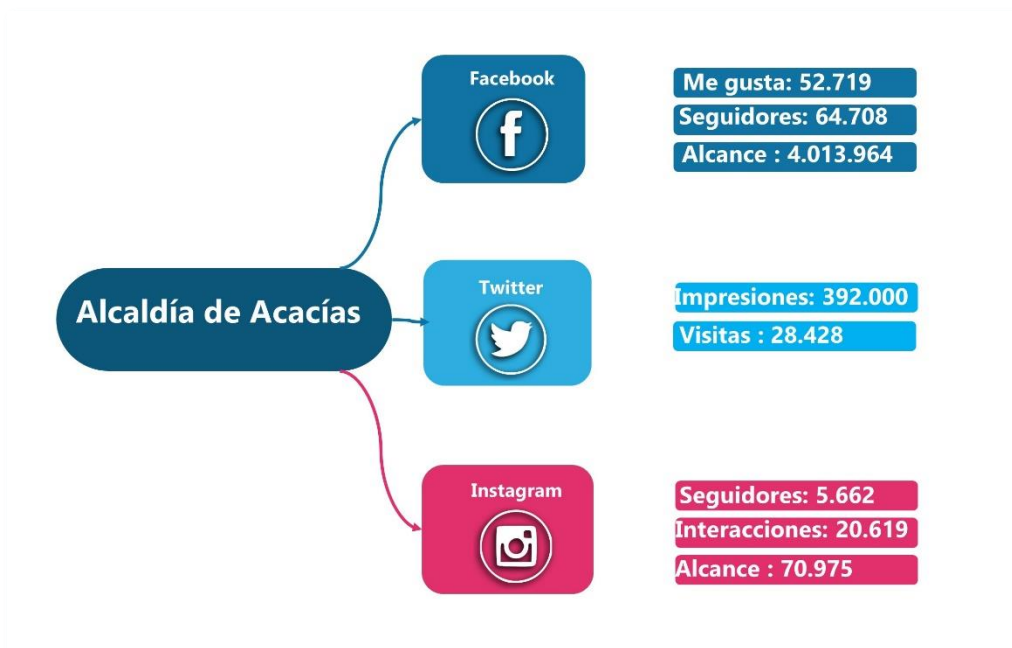 Alcaldía de Acacías
Facebook
Me gusta: 52.719
Seguidores: 64.708
Alcance : 4.013.964
Twitter
Impresiones: 392.000
Visitas : 28.428
Instagram
Seguidores: 5.662
Interacciones: 20.619
Alcance : 70.975